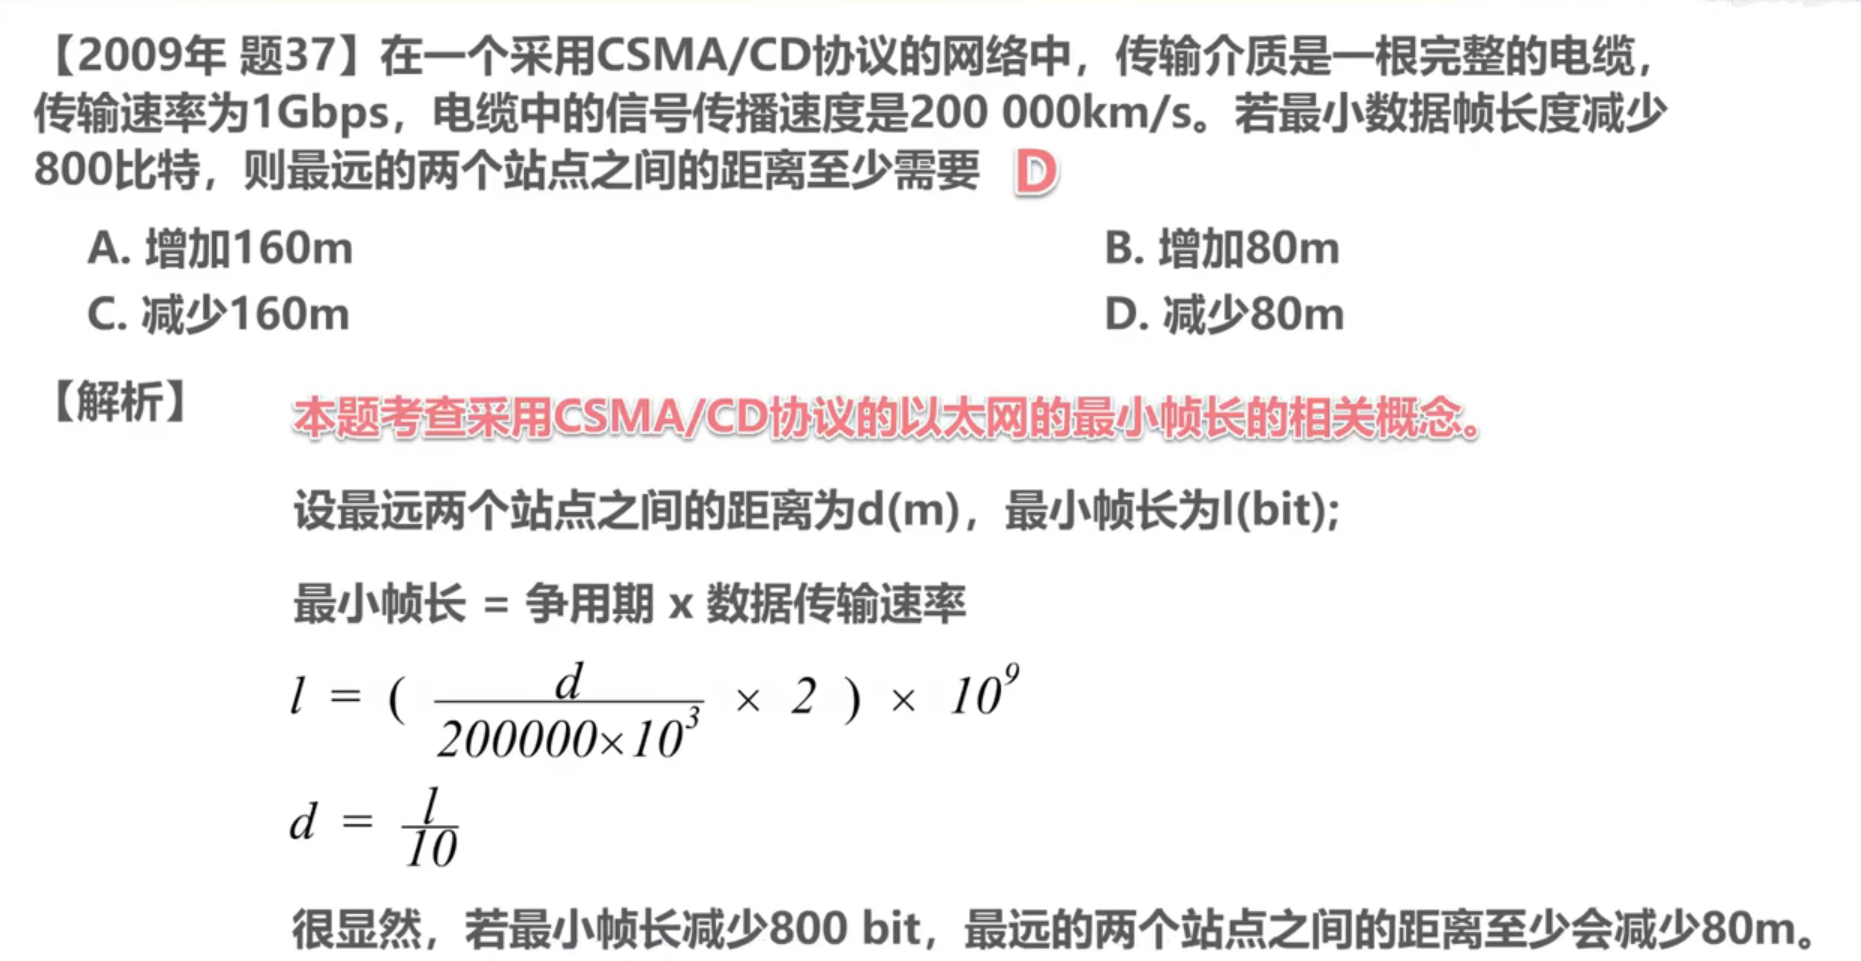 【2009年 题37】在一个采用CSMA/CD协议的网络中，传输介质是一根完整的电缆，
传输速率为1Gbps，电缆中的信号传播速度是200 000km/s。若最小数据帧长度减少
800比特，则最远的两个站点之间的距离至少需要 D
A. 增加160m B. 增加80m
C. 减少160m D. 减少80m
【解析】 本题考查采用CSMA/CD协议的以太网的最小帧长的相关概念。
设最远两个站点之间的距离为d(m)，最小帧长为l(bit);
最小帧长 = 争用期 x 数据传输速率
l = ( d / 200000×10³ × 2 ) × 10⁹
d = l / 10
很显然，若最小帧长减少800 bit，最远的两个站点之间的距离至少会减少80m。